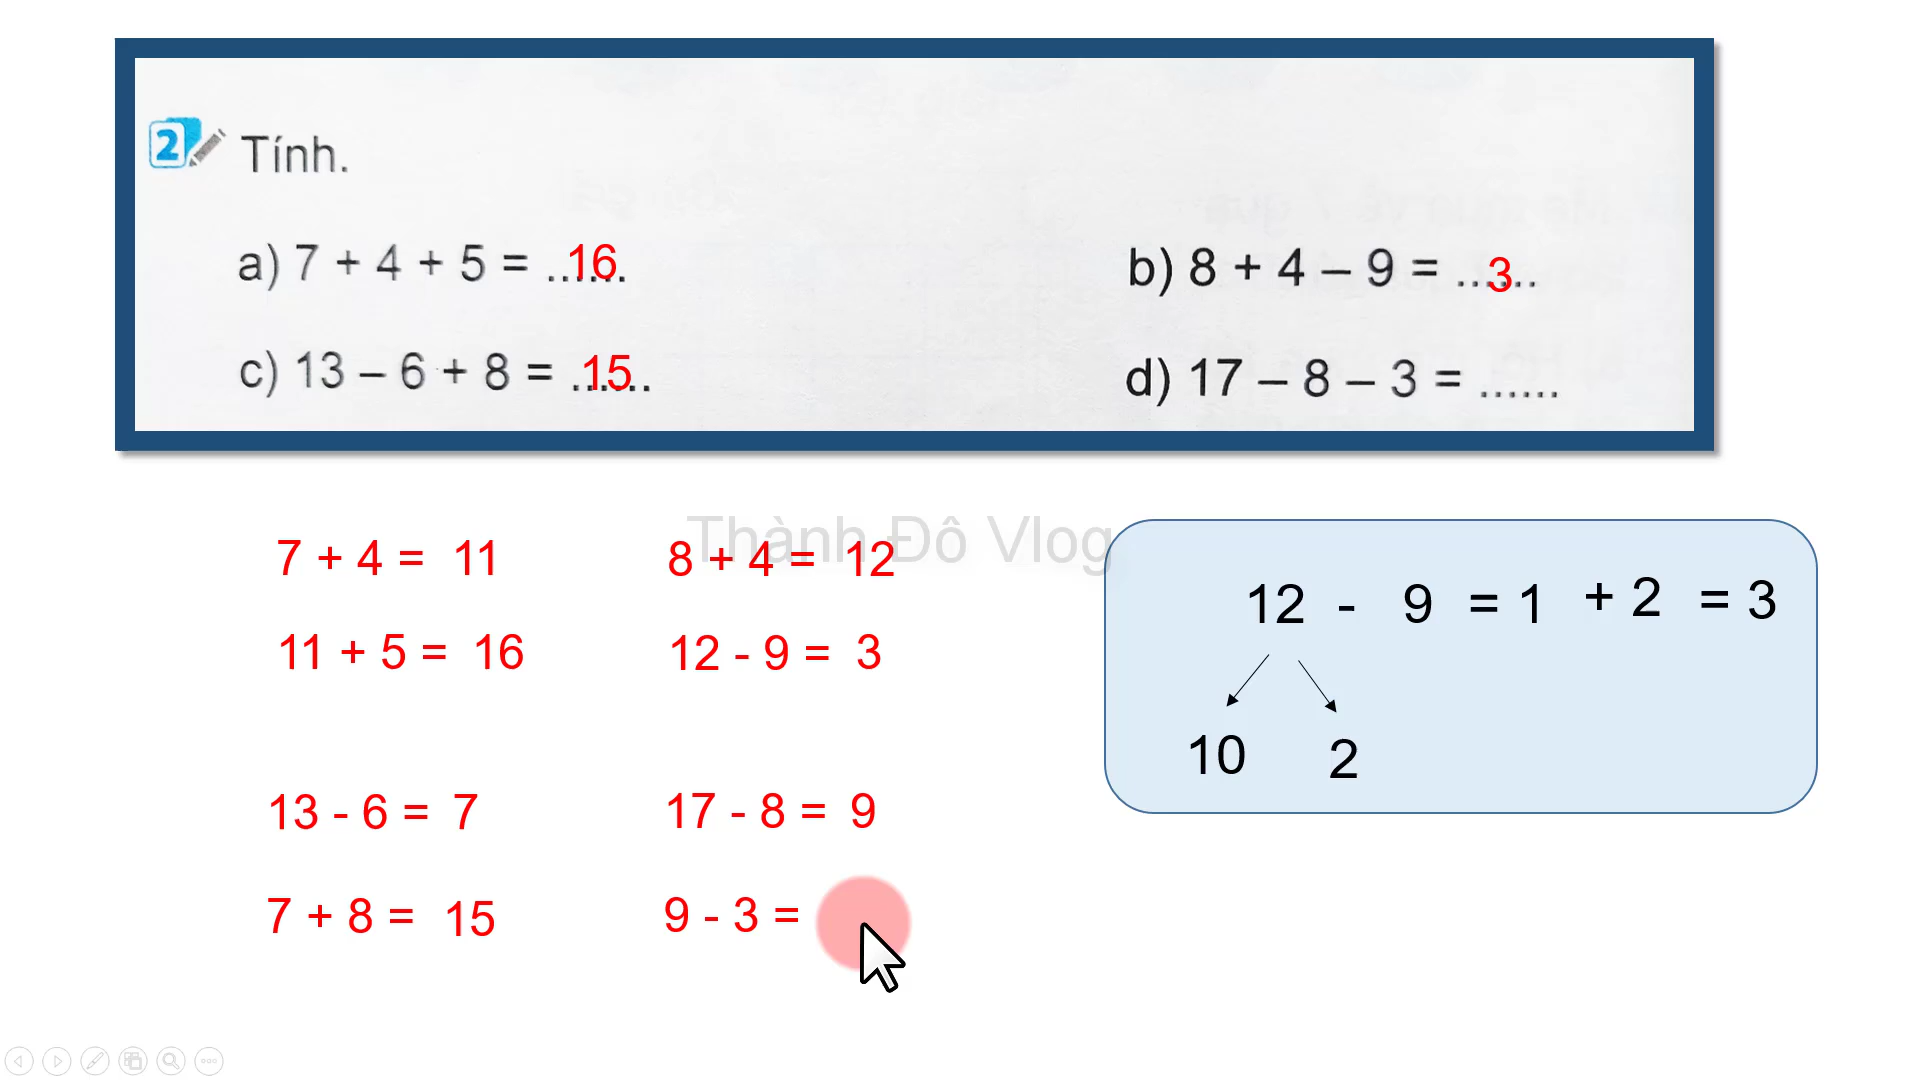 2 Tính.
a) 7 + 4 + 5 = ...... 16
b) 8 + 4 – 9 = ...... 3
c) 13 – 6 + 8 = ...... 15
d) 17 – 8 – 3 = ......
Thành Đô Vlog
7 + 4 = 11
8 + 4 = 12
11 + 5 = 16
12 - 9 = 3
13 - 6 = 7
17 - 8 = 9
7 + 8 = 15
9 - 3 =
12 - 9 = 1 + 2 = 3
10 2